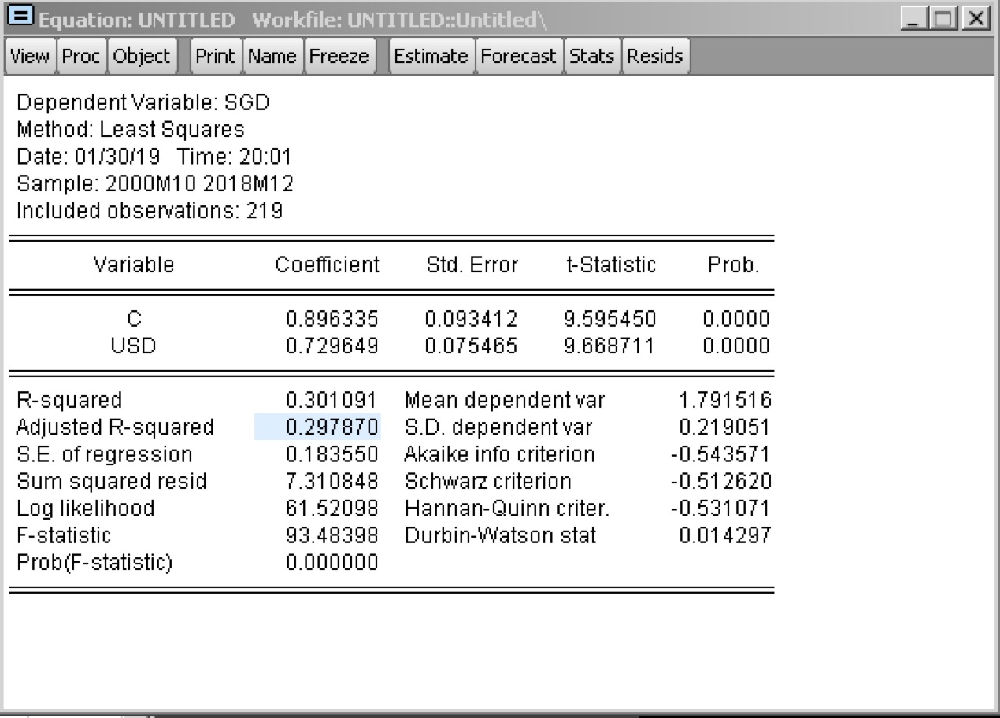 Equation: UNTITLED Workfile: UNTITLED::Untitled\
View Proc Object Print Name Freeze Estimate Forecast Stats Resids
Dependent Variable: SGD
Method: Least Squares
Date: 01/30/19 Time: 20:01
Sample: 2000M10 2018M12
Included observations: 219
Variable Coefficient Std. Error t-Statistic Prob.
C 0.896335 0.093412 9.595450 0.0000
USD 0.729649 0.075465 9.668711 0.0000
R-squared 0.301091 Mean dependent var 1.791516
Adjusted R-squared 0.297870 S.D. dependent var 0.219051
S.E. of regression 0.183550 Akaike info criterion -0.543571
Sum squared resid 7.310848 Schwarz criterion -0.512620
Log likelihood 61.52098 Hannan-Quinn criter. -0.531071
F-statistic 93.48398 Durbin-Watson stat 0.014297
Prob(F-statistic) 0.000000